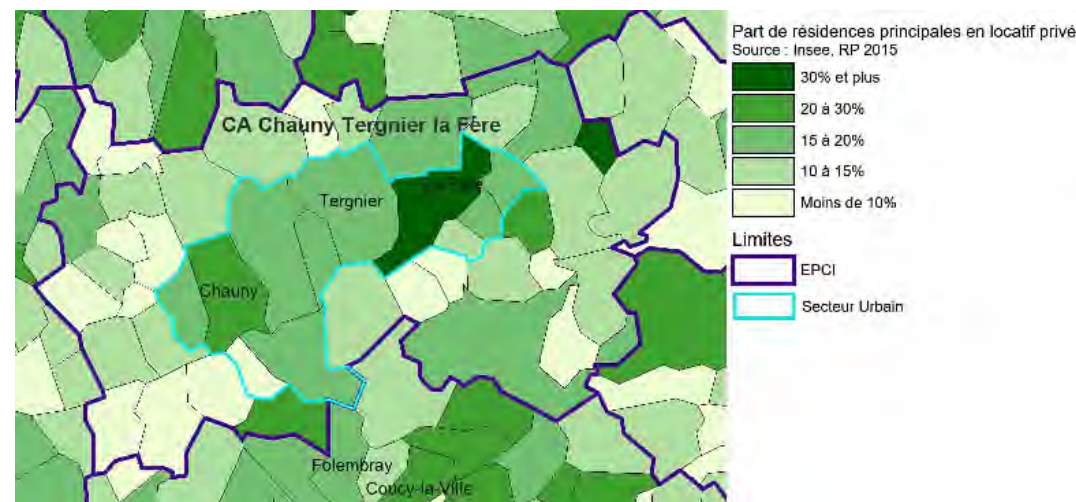 Part de résidences principales en locatif privé
Source : Insee, RP 2015
30% et plus
20 à 30%
15 à 20%
10 à 15%
Moins de 10%
Limites
EPCI
Secteur Urbain
CA Chauny Tergnier la Fère
Tergnier
Chauny
Folembray
Coucy-la-Ville